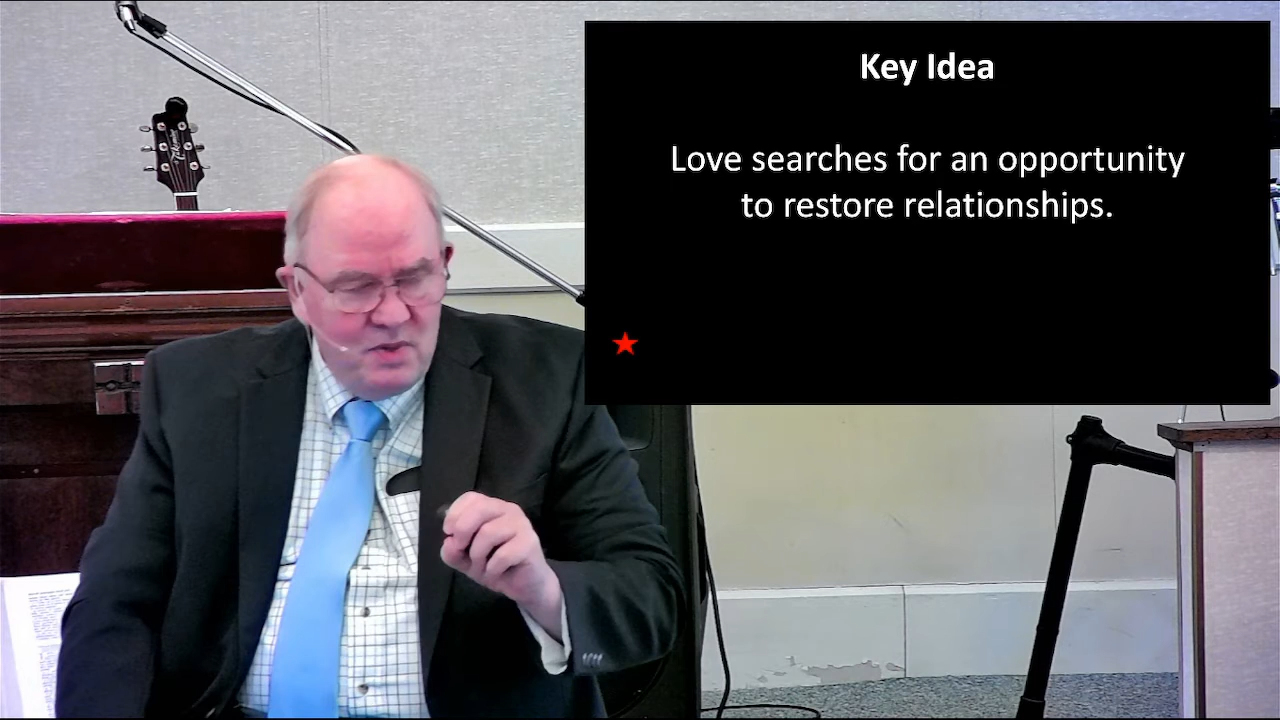 Key Idea
Love searches for an opportunity
to restore relationships.